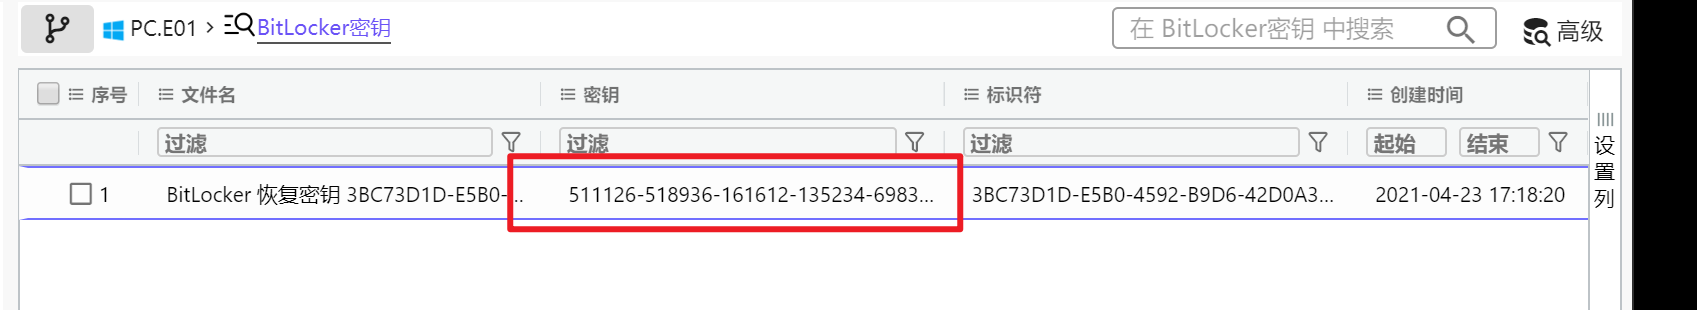 PC.E01 > BitLocker密钥
在 BitLocker密钥 中搜索
高级
序号 文件名 密钥 标识符 创建时间
过滤 过滤 过滤 起始 结束
设置列
1 BitLocker 恢复密钥 3BC73D1D-E5B0-... 511126-518936-161612-135234-6983... 3BC73D1D-E5B0-4592-B9D6-42D0A3... 2021-04-23 17:18:20